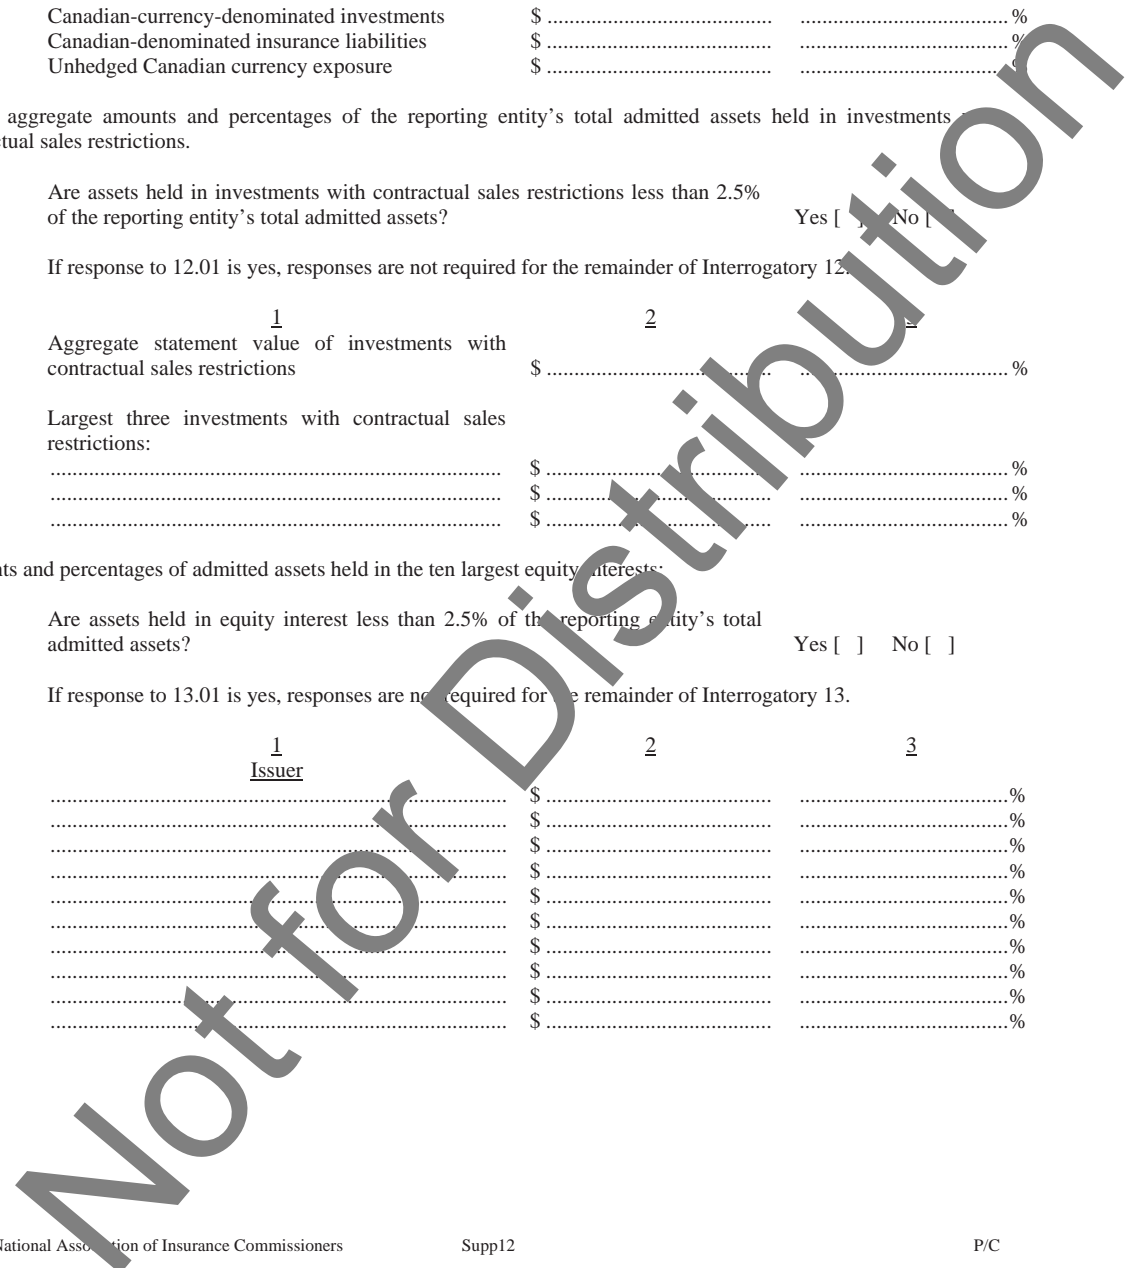 Canadian-currency-denominated investments $ ........................................ ..................................... %
Canadian-denominated insurance liabilities $ ........................................ ..................................... %
Unhedged Canadian currency exposure $ ........................................ ..................................... %
aggregate amounts and percentages of the reporting entity’s total admitted assets held in investments
sales restrictions.
Are assets held in investments with contractual sales restrictions less than 2.5%
of the reporting entity’s total admitted assets? Yes [ ] No [ ]
If response to 12.01 is yes, responses are not required for the remainder of Interrogatory 12.
1 2
Aggregate statement value of investments with
contractual sales restrictions $ ........................................ ..................................... %
Largest three investments with contractual sales
restrictions:
.................................................................................. $ ........................................ ..................................... %
.................................................................................. $ ........................................ ..................................... %
.................................................................................. $ ........................................ ..................................... %
and percentages of admitted assets held in the ten largest equity interests:
Are assets held in equity interest less than 2.5% of the reporting entity’s total
admitted assets? Yes [ ] No [ ]
If response to 13.01 is yes, responses are not required for the remainder of Interrogatory 13.
1 2 3
Issuer
................................................................................... $ ........................................ .....................................%
................................................................................... $ ........................................ .....................................%
................................................................................... $ ........................................ .....................................%
................................................................................... $ ........................................ .....................................%
................................................................................... $ ........................................ .....................................%
................................................................................... $ ........................................ .....................................%
................................................................................... $ ........................................ .....................................%
................................................................................... $ ........................................ .....................................%
................................................................................... $ ........................................ .....................................%
................................................................................... $ ........................................ .....................................%
National Association of Insurance Commissioners Supp12 P/C
Not for Distribution